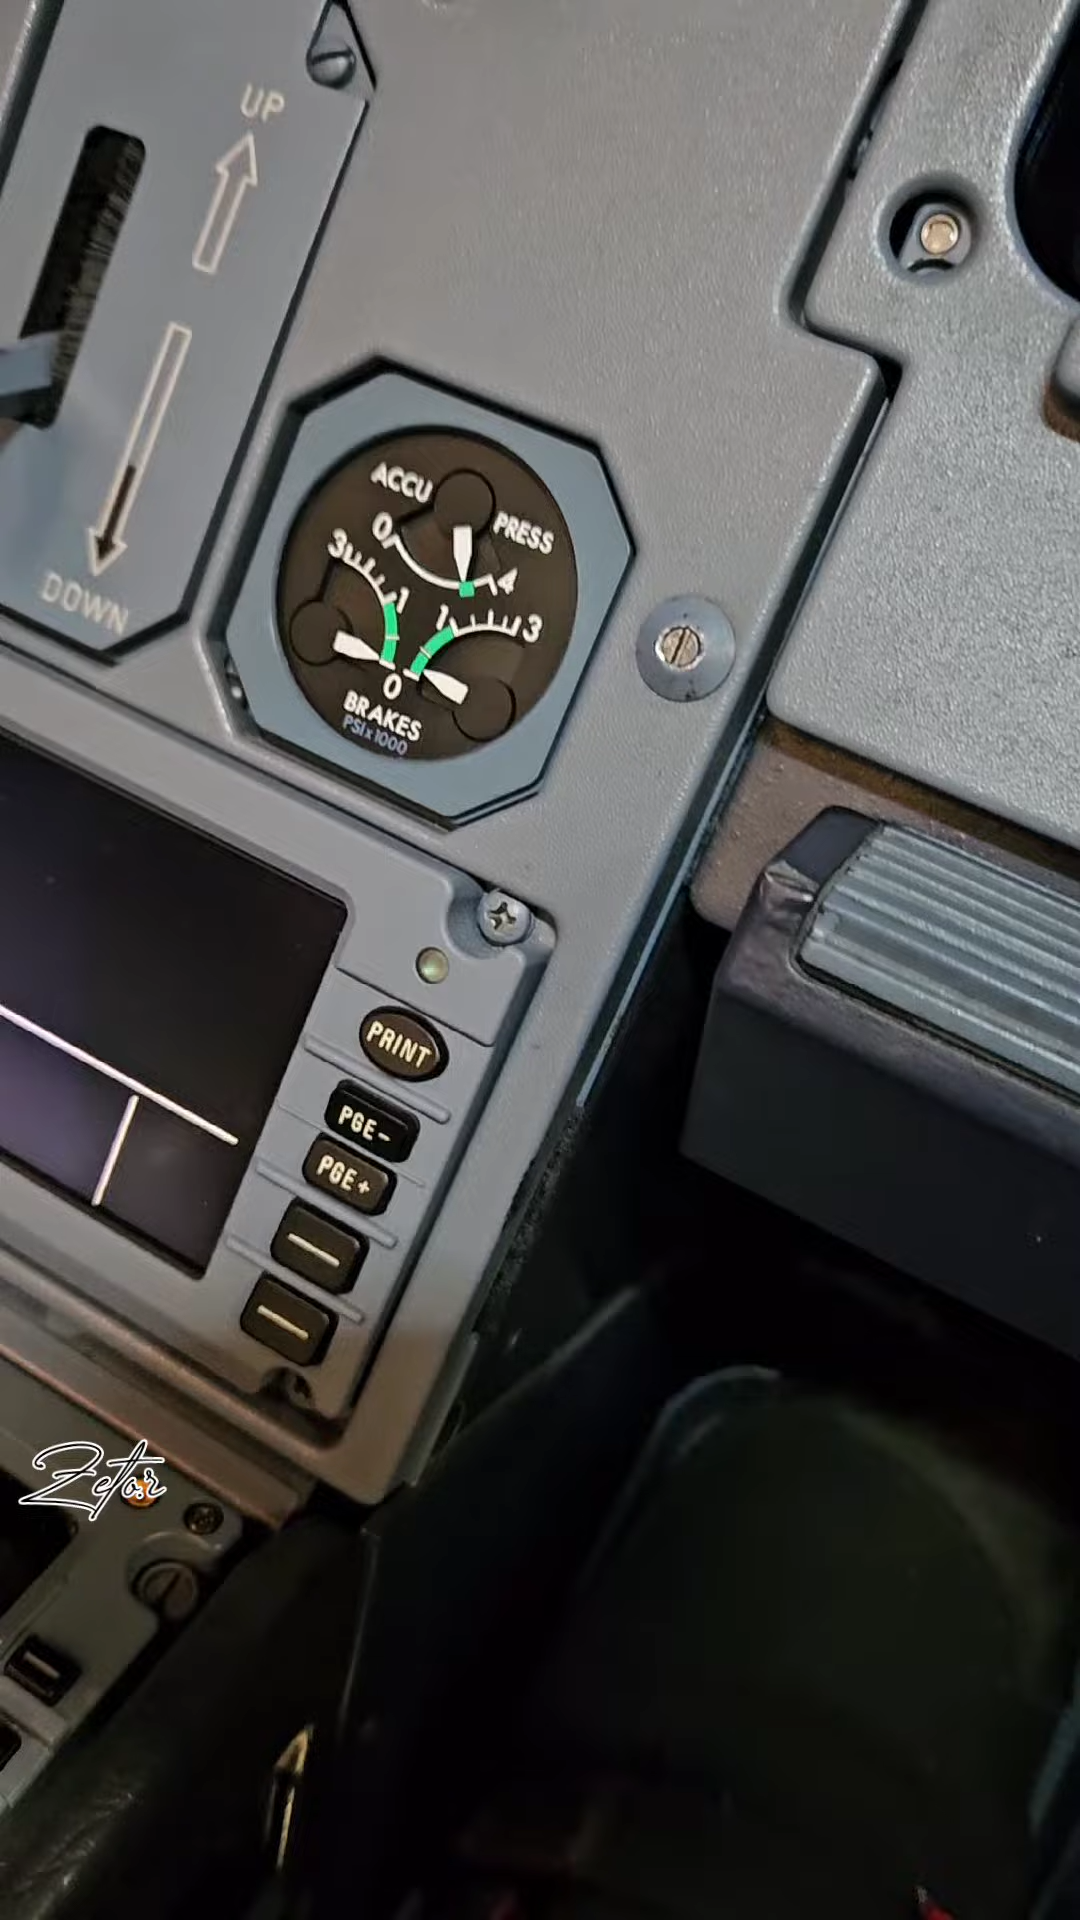 UP
DOWN
ACCU PRESS
0 4
3 1 1 3
0
BRAKES
PSI x 1000
PRINT
PGE-
PGE+
Zetor